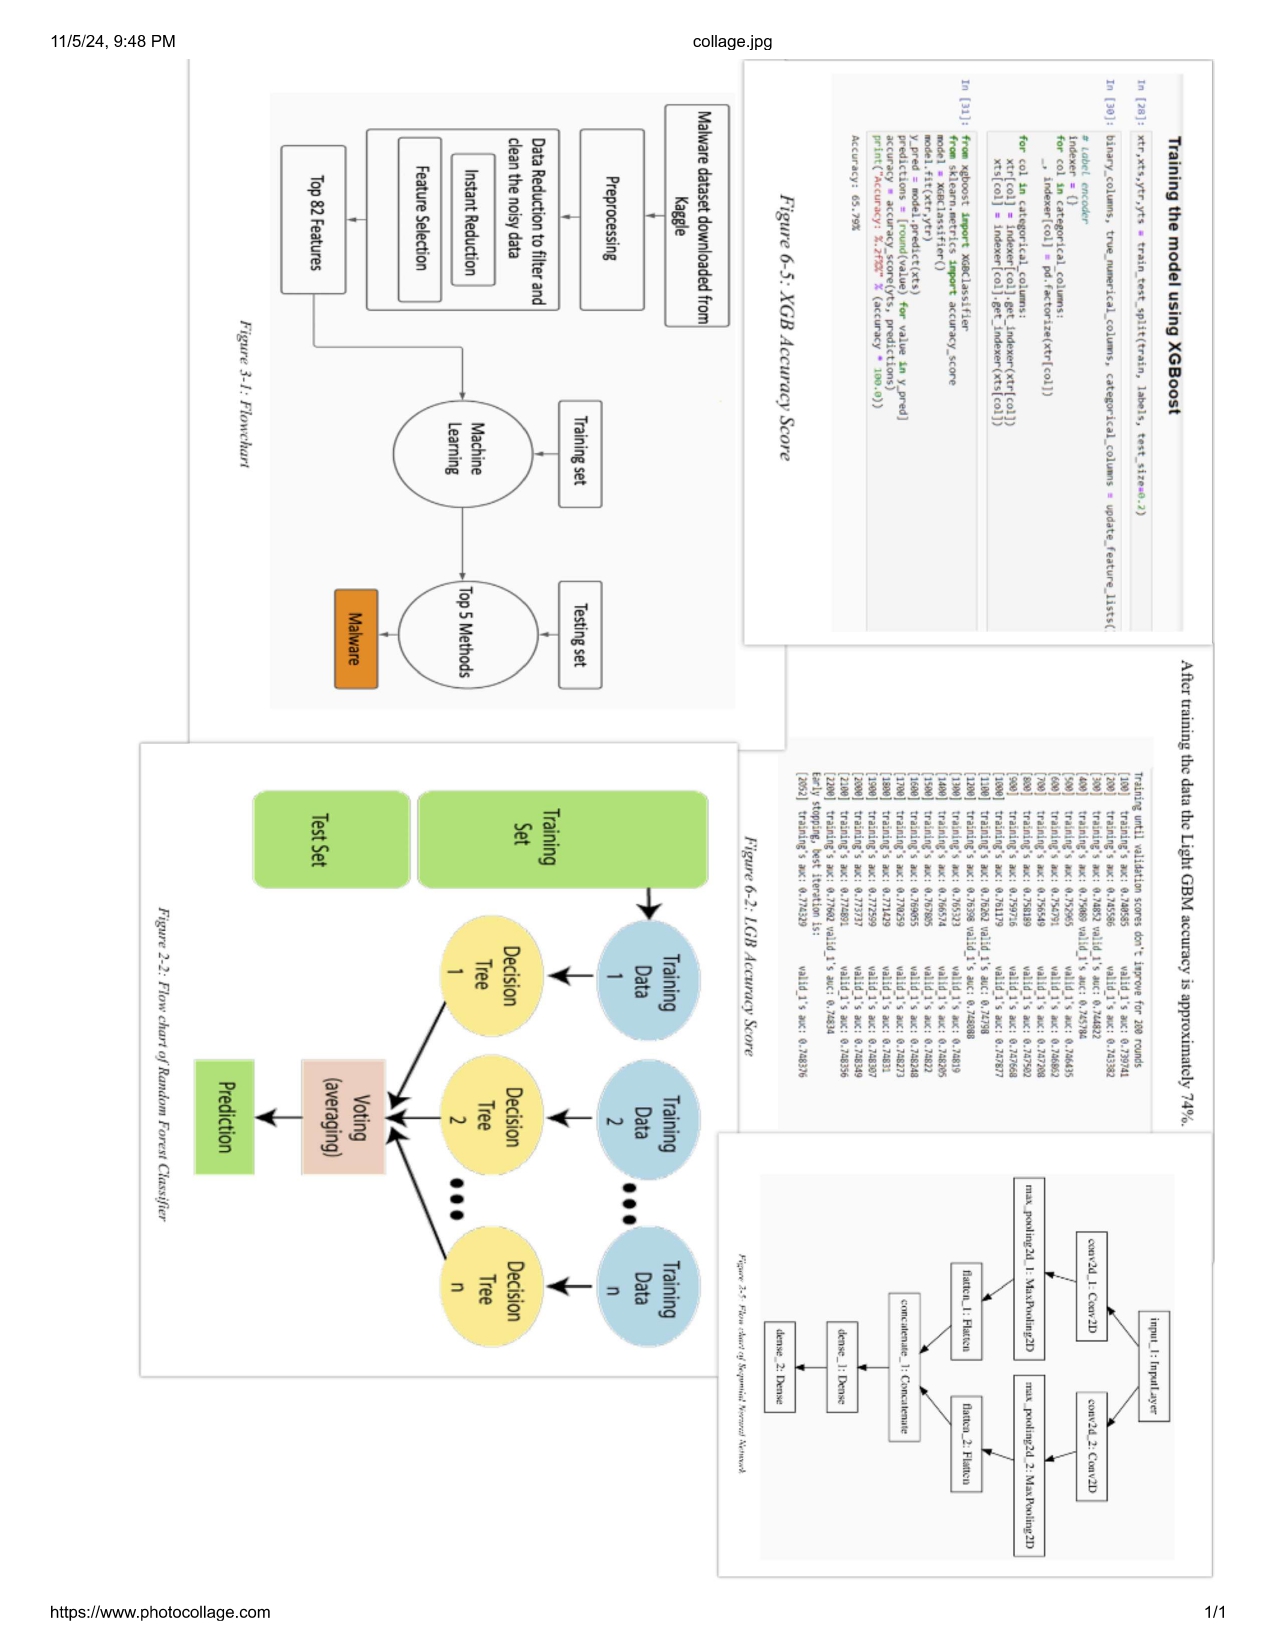 Training the model using XGBoost
In [28]: xtr,xts,ytr,yts = train_test_split(train, labels, test_size=0.2)
In [30]: binary_columns, true_numerical_columns, categorical_columns = update_feature_lists(
# Label encoder
indexer = {}
for col in categorical_columns:
_, indexer[col] = pd.factorize(xtr[col])
for col in categorical_columns:
xtr[col] = indexer[col].get_indexer(xtr[col])
xts[col] = indexer[col].get_indexer(xts[col])
In [31]: from xgboost import XGBClassifier
from sklearn.metrics import accuracy_score
model = XGBClassifier()
model.fit(xtr,ytr)
y_pred = model.predict(xts)
predictions = [round(value) for value in y_pred]
accuracy = accuracy_score(yts, predictions)
print("Accuracy: %.2f%%" % (accuracy * 100.0))
Accuracy: 65.79%
Figure 6-5: XGB Accuracy Score
After training the data the Light GBM accuracy is approximately 74%.
Training until validation scores don't improve for 200 rounds
[100] training's auc: 0.740585 valid_1's auc: 0.739741
[200] training's auc: 0.745586 valid_1's auc: 0.743382
[300] training's auc: 0.74852 valid_1's auc: 0.744822
[400] training's auc: 0.75089 valid_1's auc: 0.745784
[500] training's auc: 0.752965 valid_1's auc: 0.746435
[600] training's auc: 0.754791 valid_1's auc: 0.746862
[700] training's auc: 0.756549 valid_1's auc: 0.747208
[800] training's auc: 0.758189 valid_1's auc: 0.747502
[900] training's auc: 0.759716 valid_1's auc: 0.747668
[1000] training's auc: 0.761179 valid_1's auc: 0.747877
[1100] training's auc: 0.76262 valid_1's auc: 0.74798
[1200] training's auc: 0.76398 valid_1's auc: 0.748088
[1300] training's auc: 0.765323 valid_1's auc: 0.74819
[1400] training's auc: 0.766574 valid_1's auc: 0.748205
[1500] training's auc: 0.767805 valid_1's auc: 0.74822
[1600] training's auc: 0.769055 valid_1's auc: 0.748248
[1700] training's auc: 0.770259 valid_1's auc: 0.748273
[1800] training's auc: 0.771429 valid_1's auc: 0.74831
[1900] training's auc: 0.772599 valid_1's auc: 0.748307
[2000] training's auc: 0.773737 valid_1's auc: 0.748349
[2100] training's auc: 0.774891 valid_1's auc: 0.748356
[2200] training's auc: 0.77602 valid_1's auc: 0.74834
Early stopping, best iteration is:
[2052] training's auc: 0.774329 valid_1's auc: 0.748376
Figure 6-2: LGB Accuracy Score
input_1: InputLayer
conv2d_1: Conv2D
conv2d_2: Conv2D
max_pooling2d_1: MaxPooling2D
max_pooling2d_2: MaxPooling2D
flatten_1: Flatten
flatten_2: Flatten
concatenate_1: Concatenate
dense_1: Dense
dense_2: Dense
Figure 2-5: Flow chart of Sequential Neural Network
Malware dataset downloaded from
Kaggle
Preprocessing
Data Reduction to filter and
clean the noisy data
Instant Reduction
Feature Selection
Top 82 Features
Training set
Machine
Learning
Testing set
Top 5 Methods
Malware
Figure 3-1: Flowchart
Training
Set
Test Set
Training
Data
1
Training
Data
2
Training
Data
n
Decision
Tree
1
Decision
Tree
2
Decision
Tree
n
Voting
(averaging)
Prediction
Figure 2-2: Flow chart of Random Forest Classifier
collage.jpg
11/5/24, 9:48 PM
1/1
https://www.photocollage.com